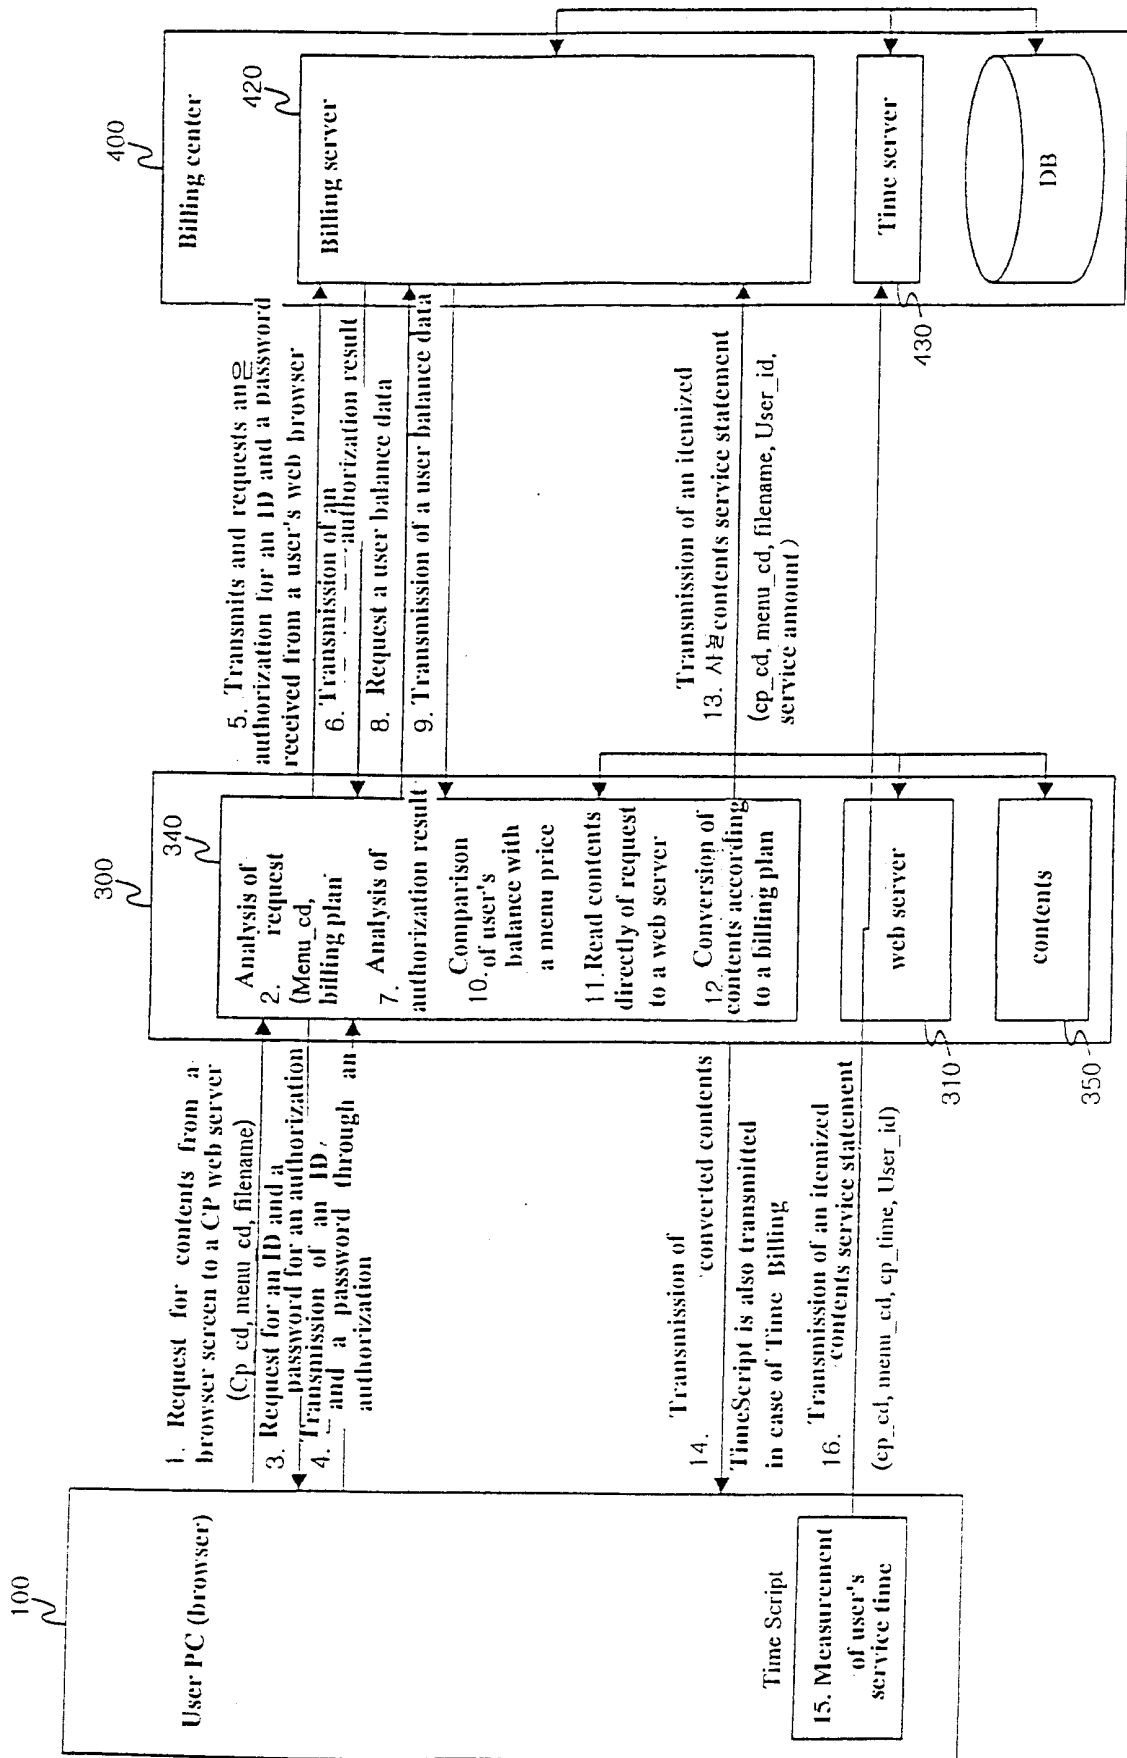 100
User PC (browser)
Time Script
15. Measurement
of user's
service time
1. Request for contents from a
browser screen to a CP web server
(Cp_cd, menu_cd, filename)
3. Request for an ID and a
password for an authorization
4. Transmission of an ID
and a password through an
authorization
14. Transmission of
converted contents
TimeScript is also transmitted
in case of Time Billing
16. Transmission of an itemized
contents service statement
(cp_cd, menu_cd, cp_time, User_id)
300
340
Analysis of
2. request
(Menu_cd,
billing plan
7. Analysis of
authorization result
Comparison
10. of user's
balance with
a menu price
11. Read contents
directly of request
to a web server
12. Conversion of
contents according
to a billing plan
web server
310
contents
350
5. Transmits and requests an은
authorization for an ID and a password
received from a user's web browser
6. Transmission of an
authorization result
8. Request a user balance data
9. Transmission of a user balance data
Transmission of an itemized
13. contents service statement
(cp_cd, menu_cd, filename, User_id,
service amount)
400
Billing center
420
Billing server
Time server
430
DB